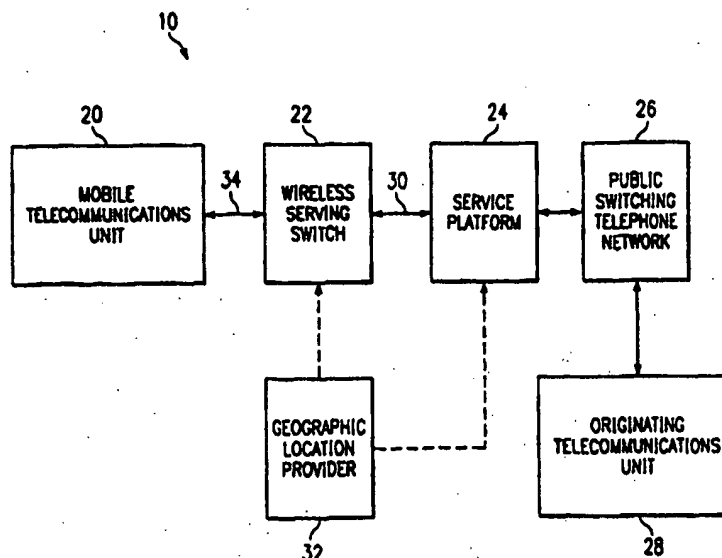 10
20
22
24
26
MOBILE
TELECOMMUNICATIONS
UNIT
34
WIRELESS
SERVING
SWITCH
30
SERVICE
PLATFORM
PUBLIC
SWITCHING
TELEPHONE
NETWORK
GEOGRAPHIC
LOCATION
PROVIDER
ORIGINATING
TELECOMMUNICATIONS
UNIT
32
28